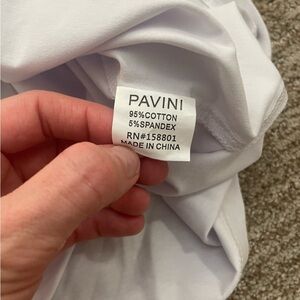 PAVINI
95%COTTON
5%SPANDEX
RN#158801
MADE IN CHINA